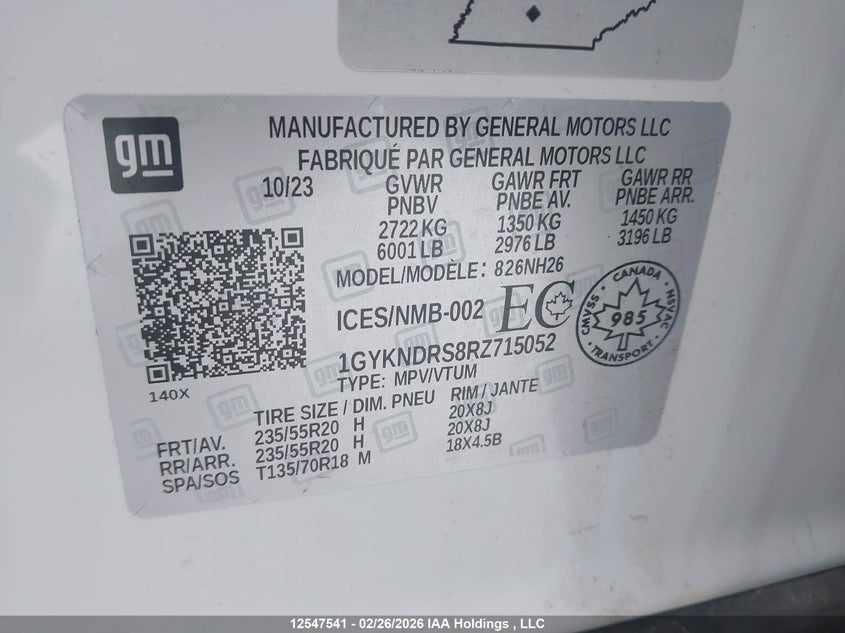 gm
MANUFACTURED BY GENERAL MOTORS LLC
FABRIQUÉ PAR GENERAL MOTORS LLC
10/23 GVWR GAWR FRT GAWR RR
PNBV PNBE AV. PNBE ARR.
2722 KG 1350 KG 1450 KG
6001 LB 2976 LB 3196 LB
MODEL/MODÈLE: 826NH26
ICES/NMB-002 EC
CANADA
CMVSS 985 NSVAC
TRANSPORT
1GYKNDRS8RZ715052
TYPE: MPV/VTUM
140X
TIRE SIZE / DIM. PNEU RIM / JANTE
FRT/AV. 235/55R20 H 20X8J
RR/ARR. 235/55R20 H 20X8J
SPA/SOS T135/70R18 M 18X4.5B
12547541 - 02/26/2026 IAA Holdings , LLC